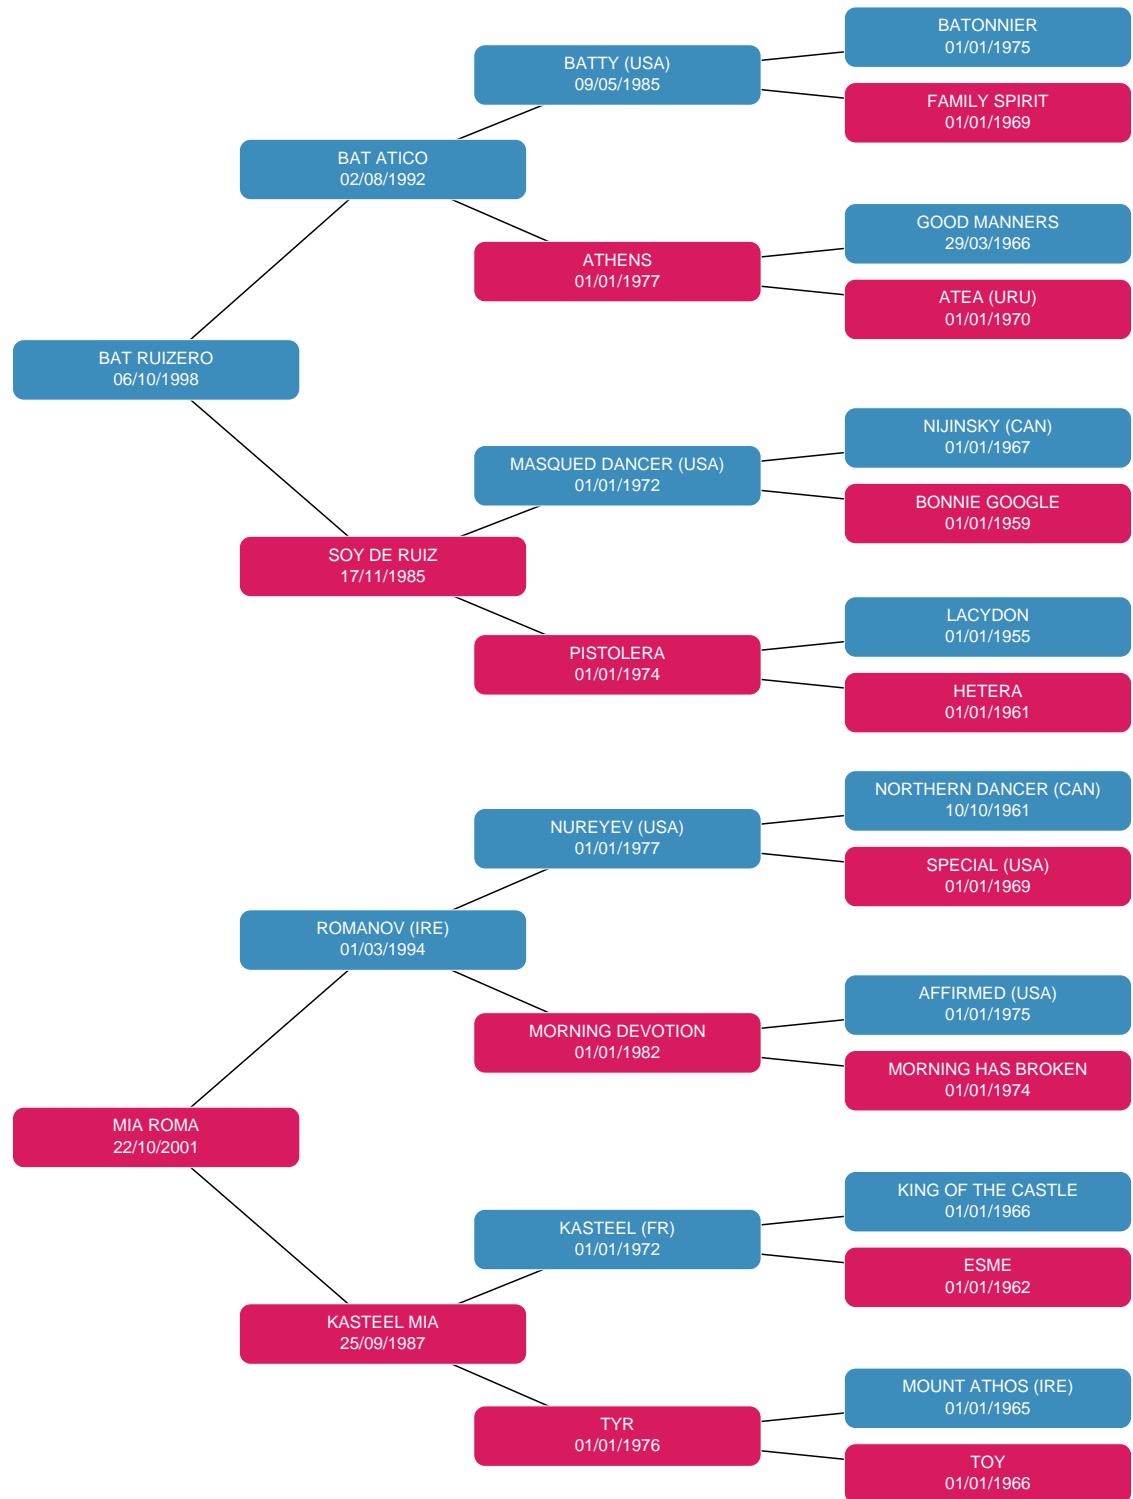 BATONNIER
01/01/1975
BATTY (USA)
09/05/1985
FAMILY SPIRIT
01/01/1969
BAT ATICO
02/08/1992
GOOD MANNERS
29/03/1966
ATHENS
01/01/1977
ATEA (URU)
01/01/1970
BAT RUIZERO
06/10/1998
NIJINSKY (CAN)
01/01/1967
MASQUED DANCER (USA)
01/01/1972
BONNIE GOOGLE
01/01/1959
SOY DE RUIZ
17/11/1985
LACYDON
01/01/1955
PISTOLERA
01/01/1974
HETERA
01/01/1961
NORTHERN DANCER (CAN)
10/10/1961
NUREYEV (USA)
01/01/1977
SPECIAL (USA)
01/01/1969
ROMANOV (IRE)
01/03/1994
AFFIRMED (USA)
01/01/1975
MORNING DEVOTION
01/01/1982
MORNING HAS BROKEN
01/01/1974
MIA ROMA
22/10/2001
KING OF THE CASTLE
01/01/1966
KASTEEL (FR)
01/01/1972
ESME
01/01/1962
KASTEEL MIA
25/09/1987
MOUNT ATHOS (IRE)
01/01/1965
TYR
01/01/1976
TOY
01/01/1966